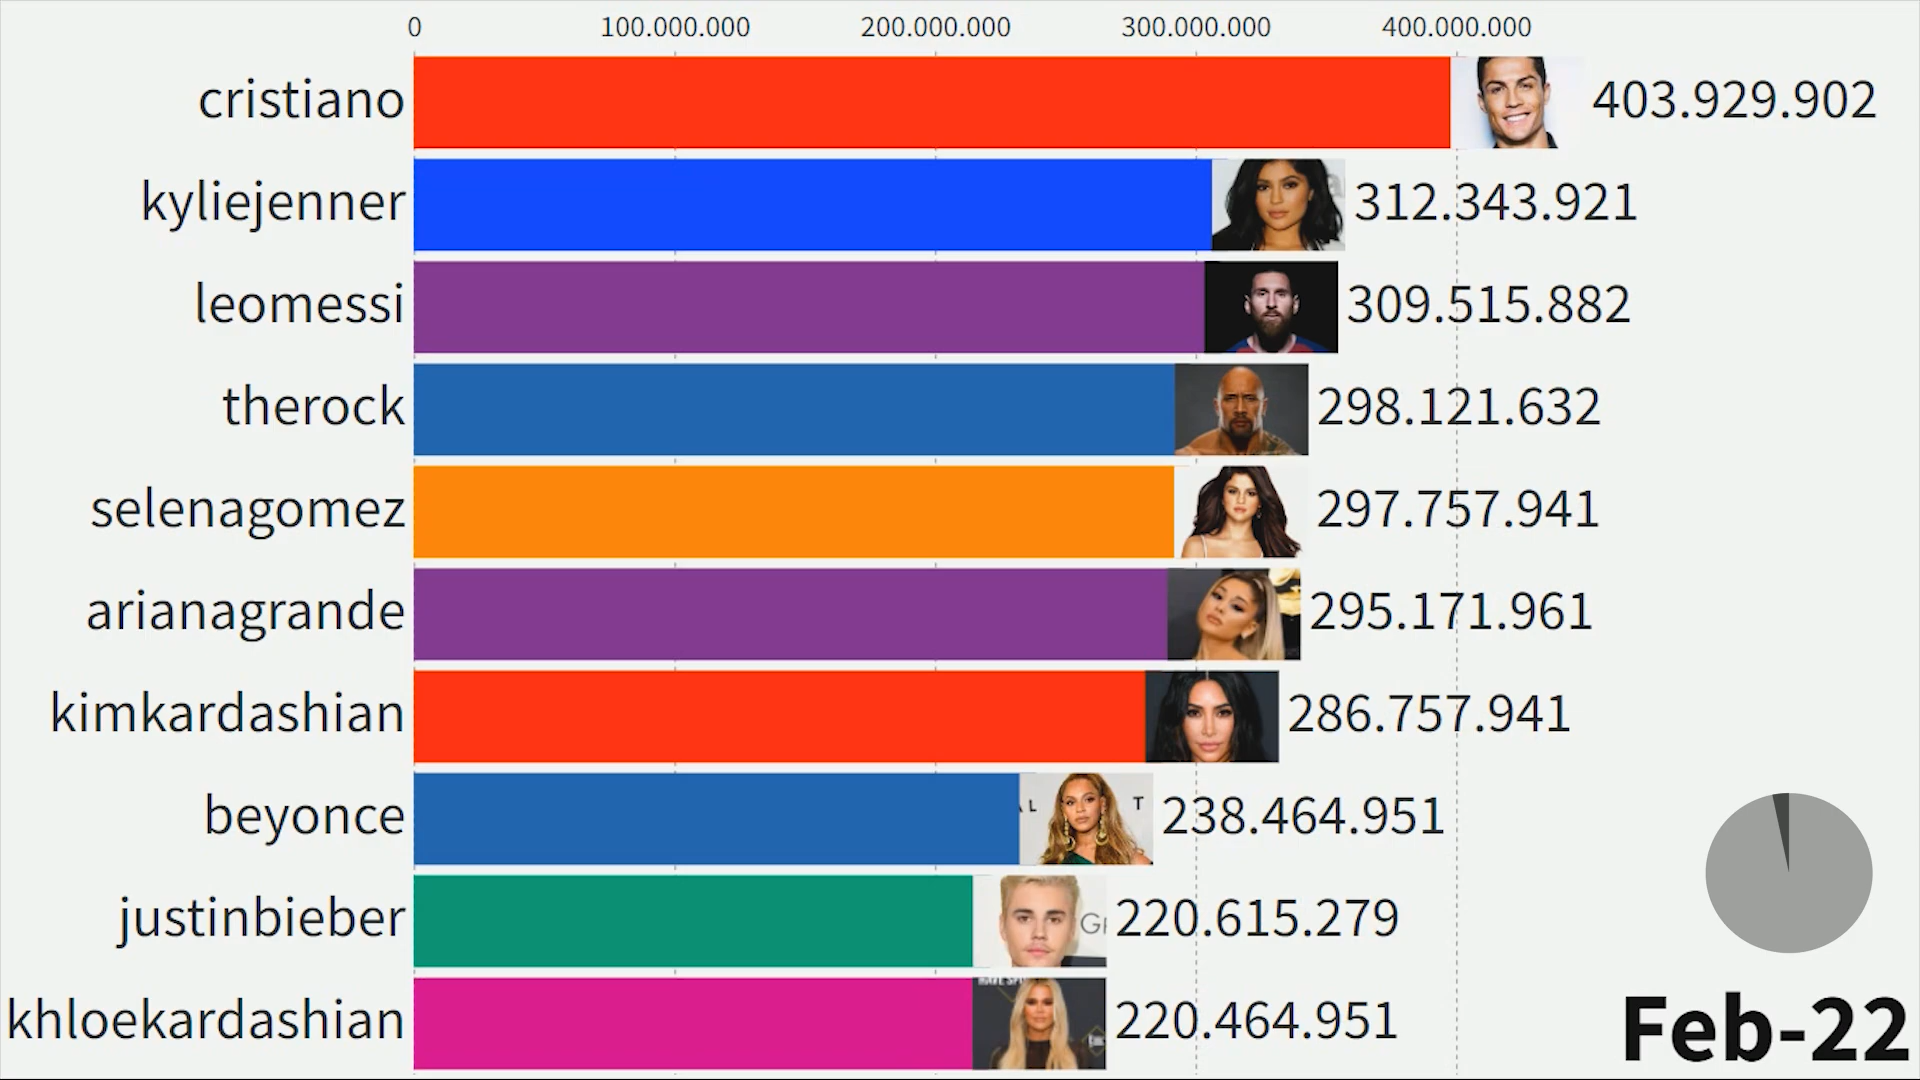 0 100.000.000 200.000.000 300.000.000 400.000.000
cristiano 403.929.902
kyliejenner 312.343.921
leomessi 309.515.882
therock 298.121.632
selenagomez 297.757.941
arianagrande 295.171.961
kimkardashian 286.757.941
beyonce L T 238.464.951
justinbieber 220.615.279
khloekardashian 220.464.951
Feb-22